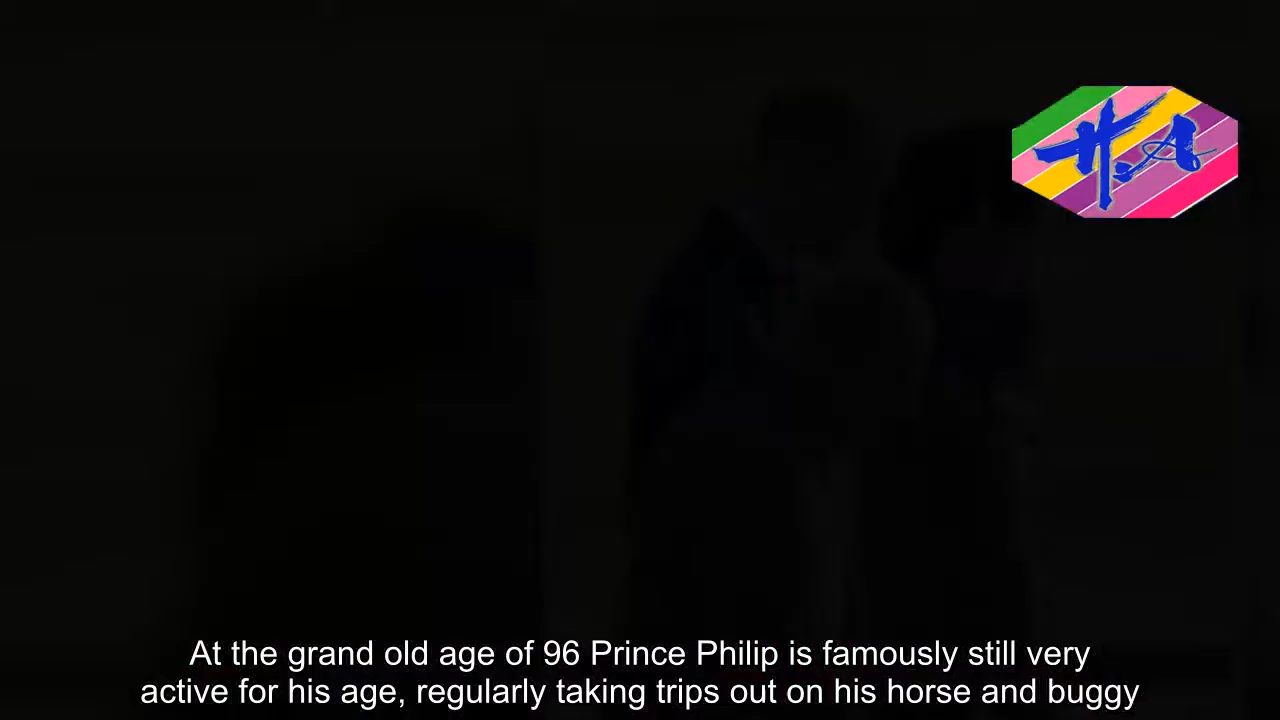 H.A
At the grand old age of 96 Prince Philip is famously still very
active for his age, regularly taking trips out on his horse and buggy